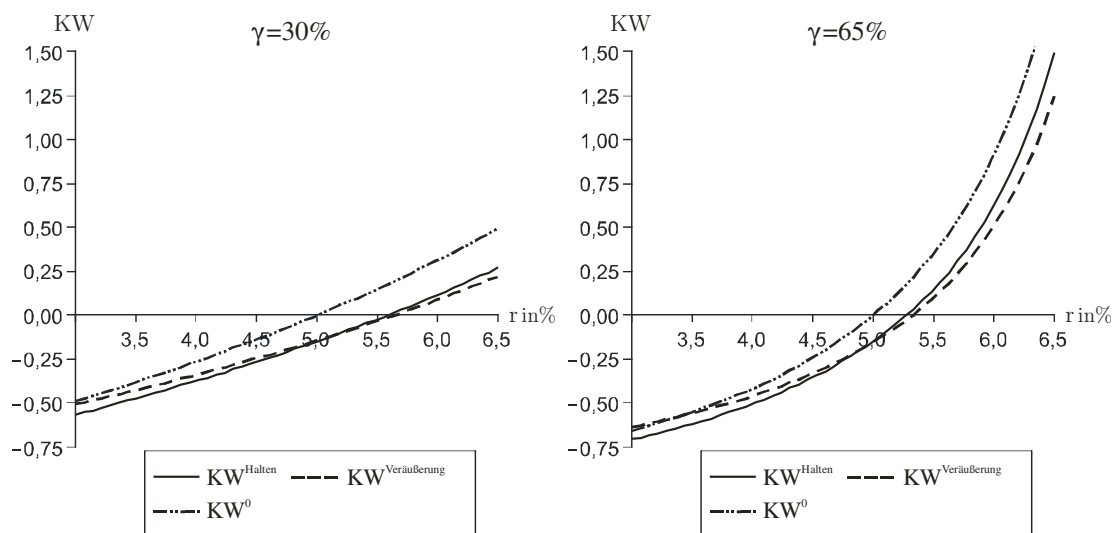 KW
γ=30%
1,50
1,25
1,00
0,75
0,50
0,25
0,00
−0,25
−0,50
−0,75
3,5 4,0 4,5 5,0 5,5 6,0 6,5
r in%
KW^Halten KW^Veräußerung
KW^0
KW
γ=65%
1,50
1,25
1,00
0,75
0,50
0,25
0,00
−0,25
−0,50
−0,75
3,5 4,0 4,5 5,0 5,5 6,0 6,5
r in%
KW^Halten KW^Veräußerung
KW^0